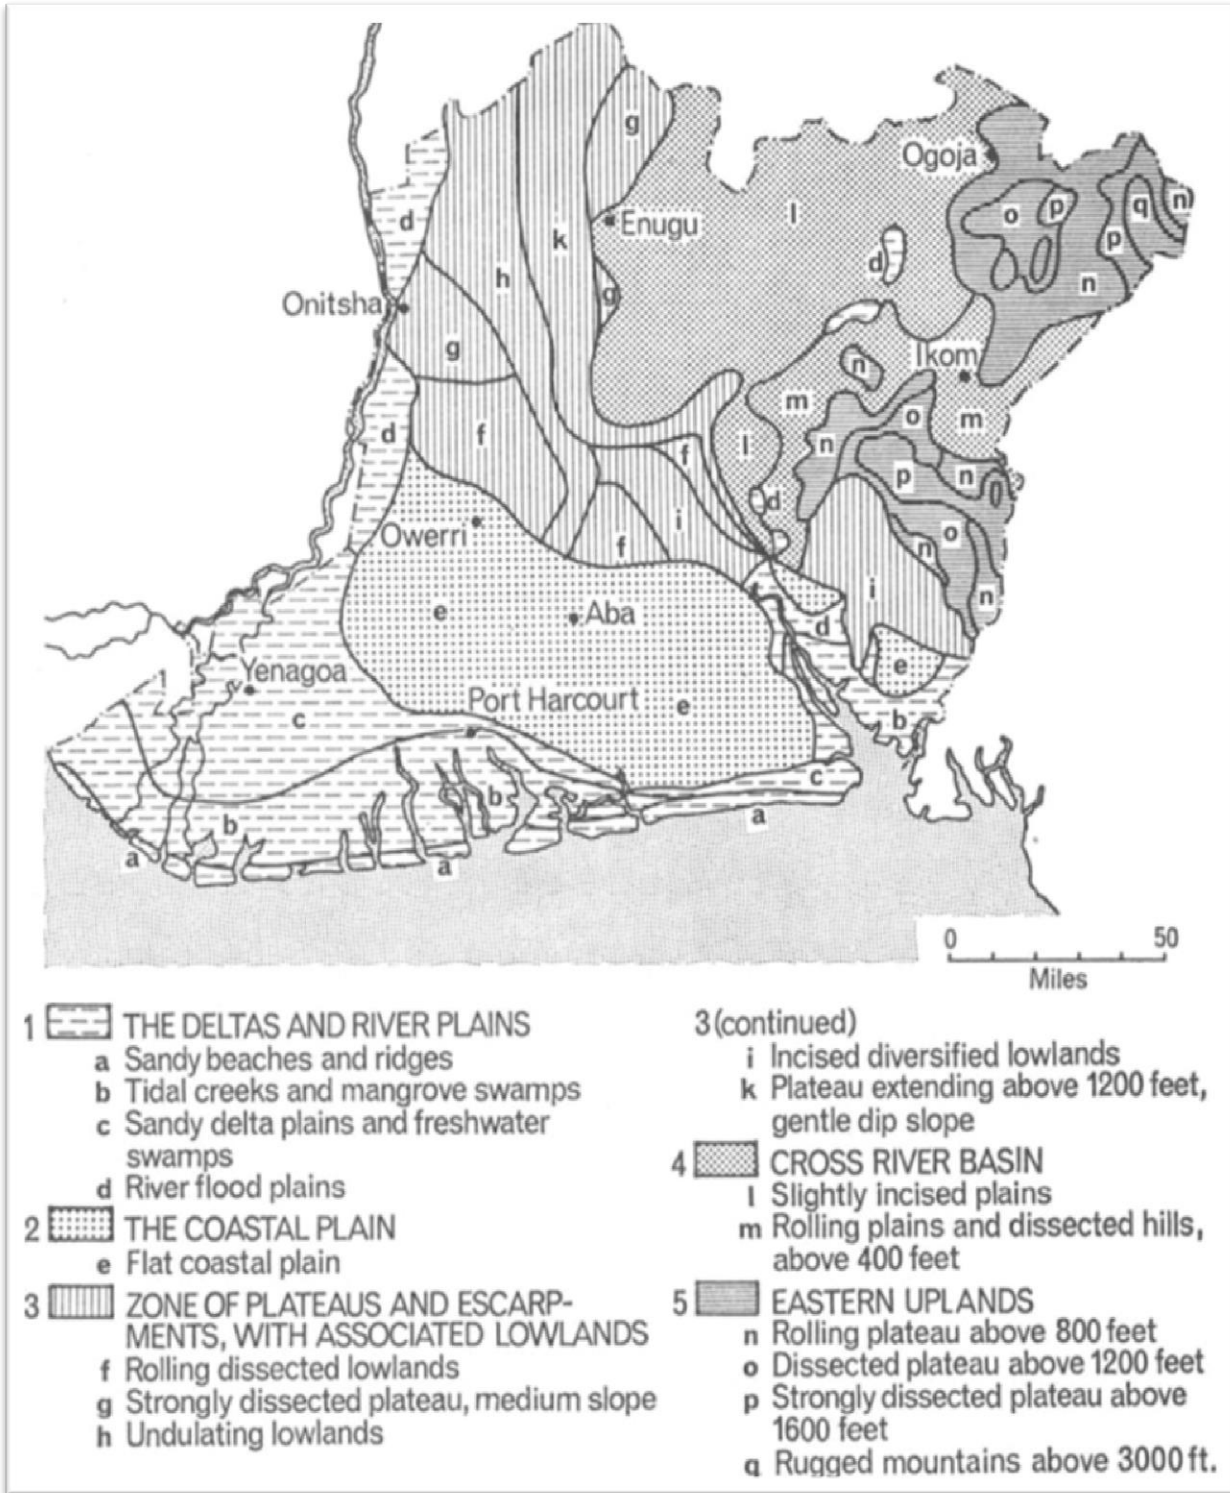 g
Ogoja
d
Enugu
l
o
p
q
n
k
p
h
d
n
Onitsha
g
g
Ikom
n
m
o
m
d
f
l
n
f
p
n
d
Owerri
i
o
f
n
e
Aba
i
n
d
Yenagoa
e
Port Harcourt
e
c
b
c
b
b
a
a
a
0 50
Miles
1 THE DELTAS AND RIVER PLAINS
a Sandy beaches and ridges
b Tidal creeks and mangrove swamps
c Sandy delta plains and freshwater
swamps
d River flood plains
2 THE COASTAL PLAIN
e Flat coastal plain
3 ZONE OF PLATEAUS AND ESCARP-
MENTS, WITH ASSOCIATED LOWLANDS
f Rolling dissected lowlands
g Strongly dissected plateau, medium slope
h Undulating lowlands
3 (continued)
i Incised diversified lowlands
k Plateau extending above 1200 feet,
gentle dip slope
4 CROSS RIVER BASIN
l Slightly incised plains
m Rolling plains and dissected hills,
above 400 feet
5 EASTERN UPLANDS
n Rolling plateau above 800 feet
o Dissected plateau above 1200 feet
p Strongly dissected plateau above
1600 feet
q Rugged mountains above 3000 ft.